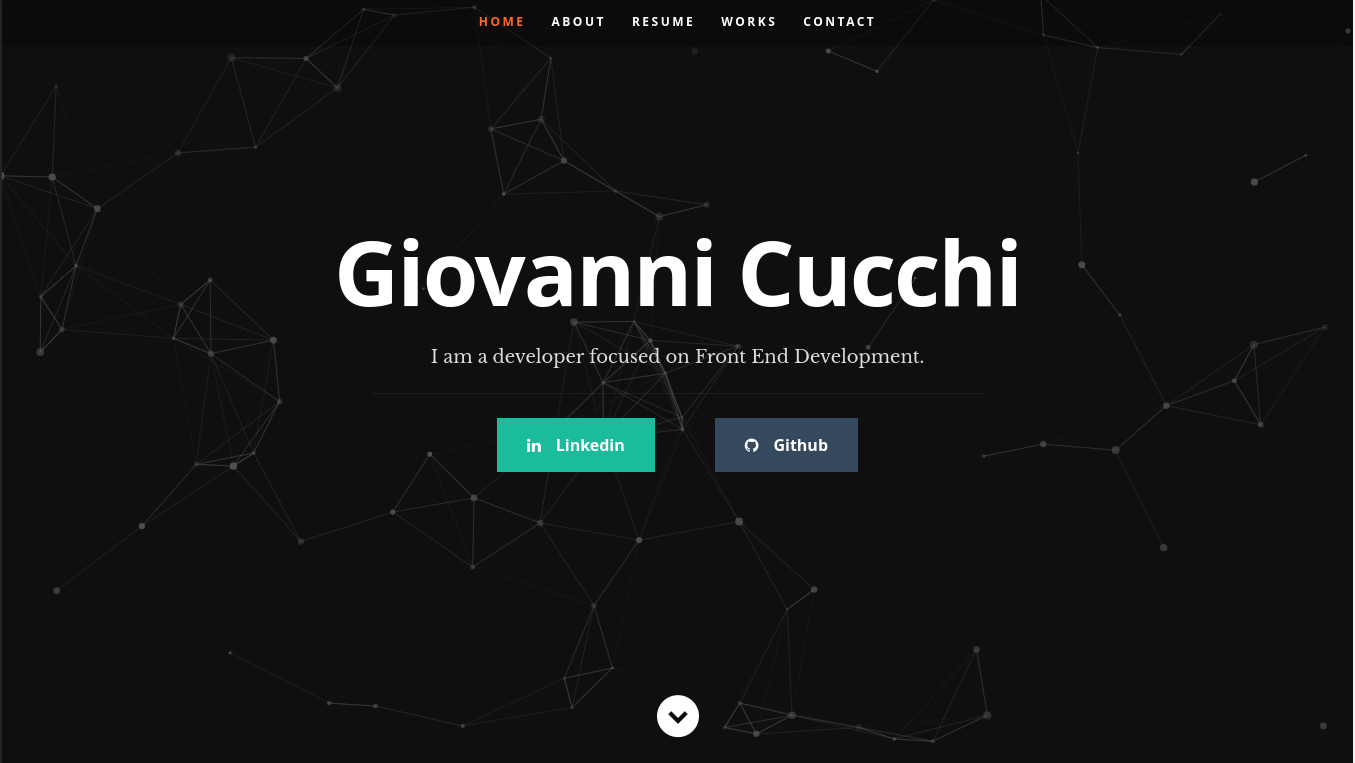 HOME ABOUT RESUME WORKS CONTACT
Giovanni Cucchi
I am a developer focused on Front End Development.
Linkedin Github